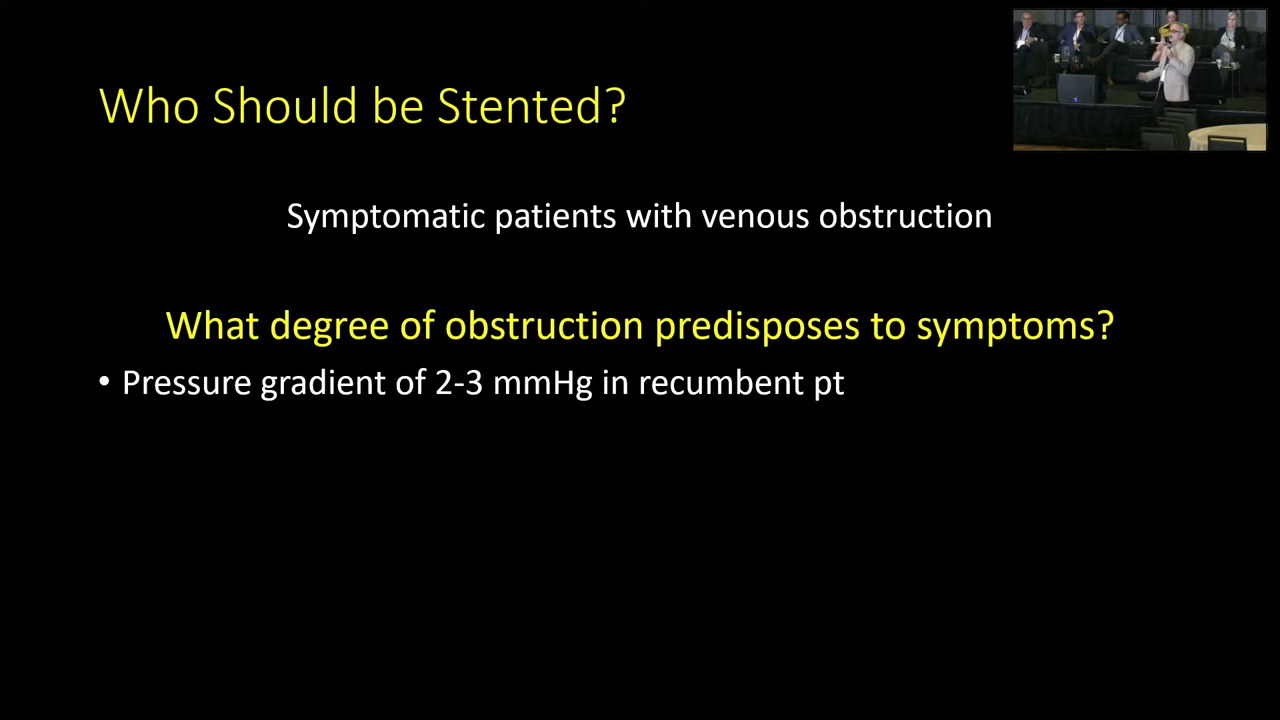 Who Should be Stented?
Symptomatic patients with venous obstruction
What degree of obstruction predisposes to symptoms?
• Pressure gradient of 2-3 mmHg in recumbent pt